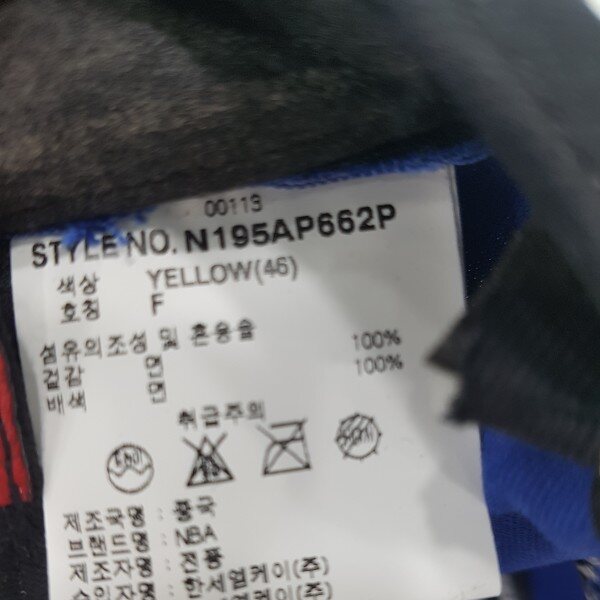 00113
STYLE NO. N195AP662P
색상 YELLOW(46)
호칭 F
섬유의조성 및 혼용율
겉감 면 100%
배색 면 100%
취급주의
제조국명 : 중국
브랜드명 : NBA
제조자명 : 전풍
한세엠케이(주)